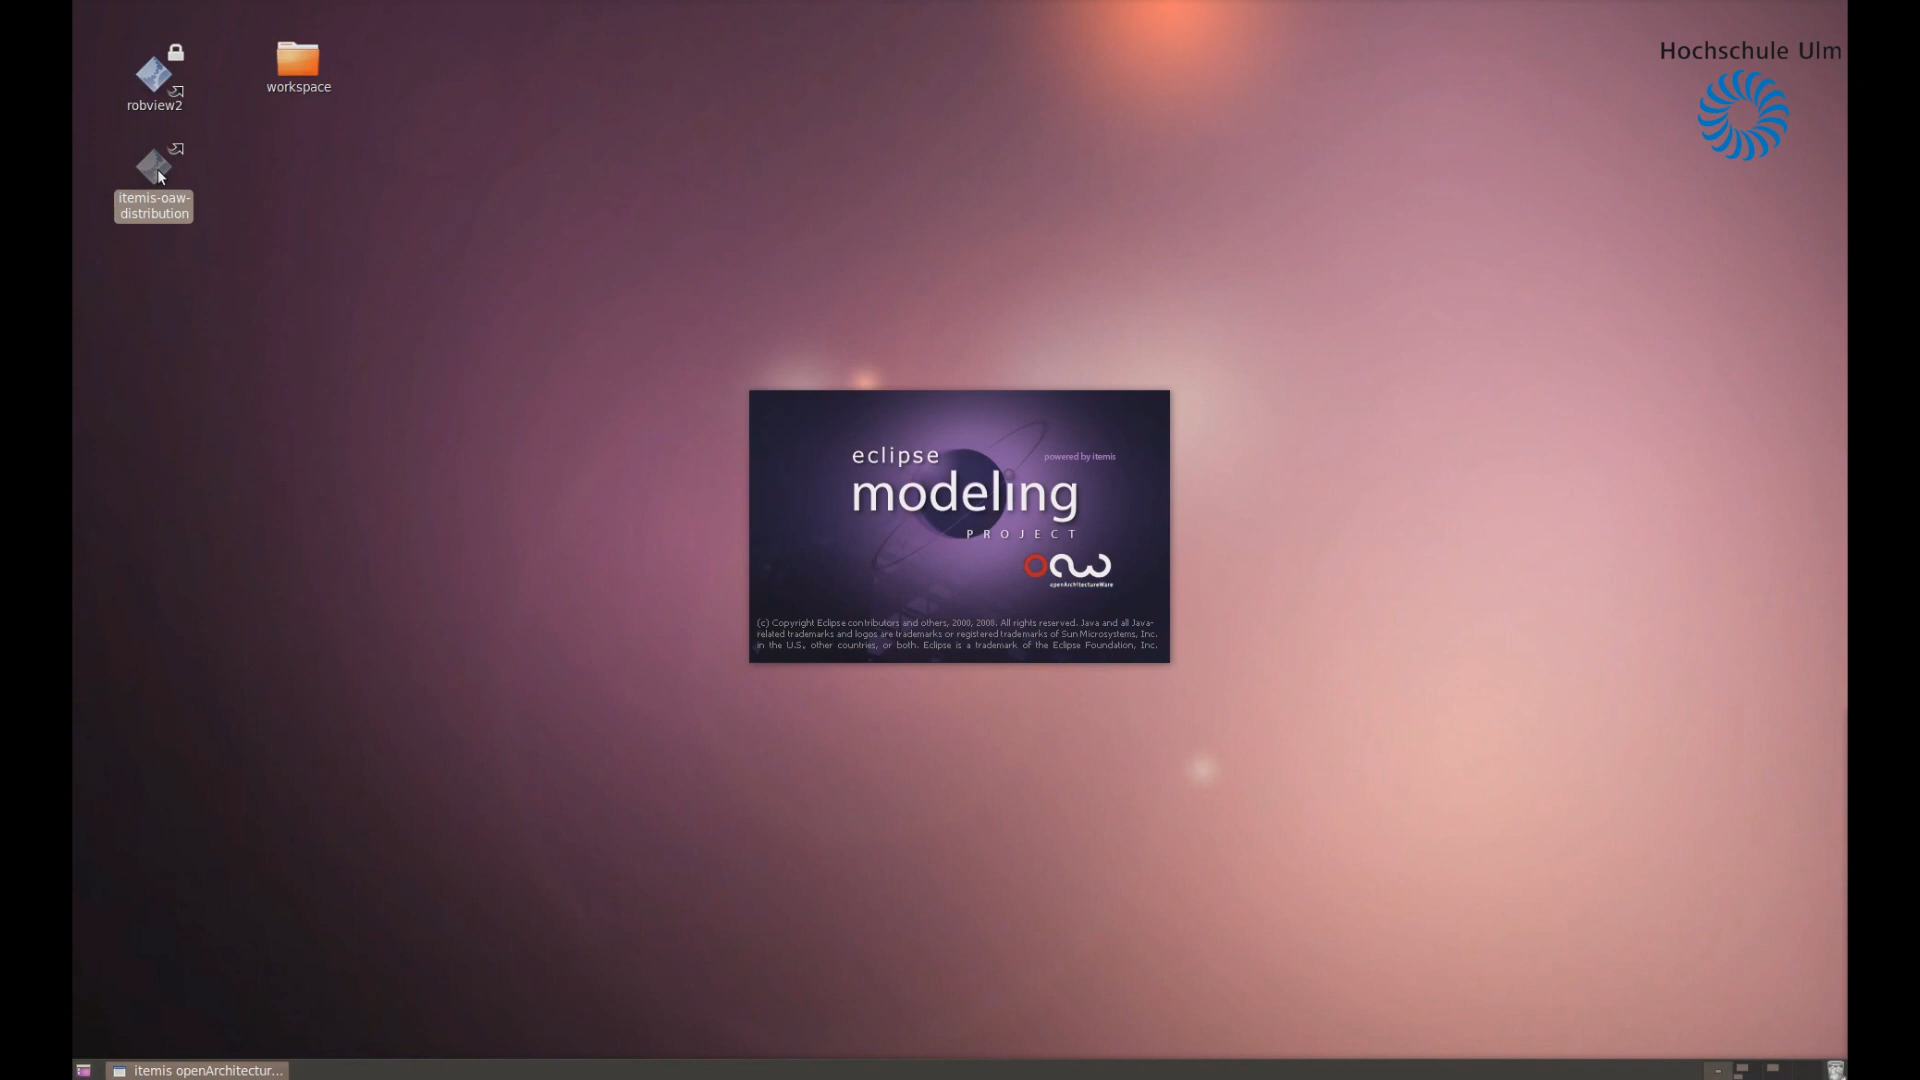 Hochschule Ulm
robview2
workspace
itemis-oaw-
distribution
eclipse
powered by itemis
modeling
PROJECT
oaw
openArchitectureWare
(c) Copyright Eclipse contributors and others, 2000, 2008. All rights reserved. Java and all Java-
related trademarks and logos are trademarks or registered trademarks of Sun Microsystems, Inc.
in the U.S., other countries, or both. Eclipse is a trademark of the Eclipse Foundation, Inc.
itemis openArchitectur...